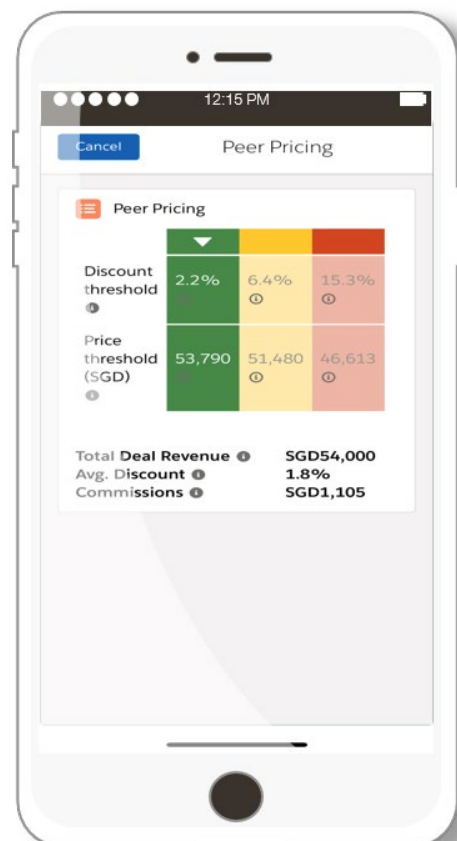 12:15 PM
Cancel
Peer Pricing
Peer Pricing
Discount
threshold
2.2%
6.4%
15.3%
Price
threshold
(SGD)
53,790
51,480
46,613
Total Deal Revenue SGD54,000
Avg. Discount 1.8%
Commissions SGD1,105